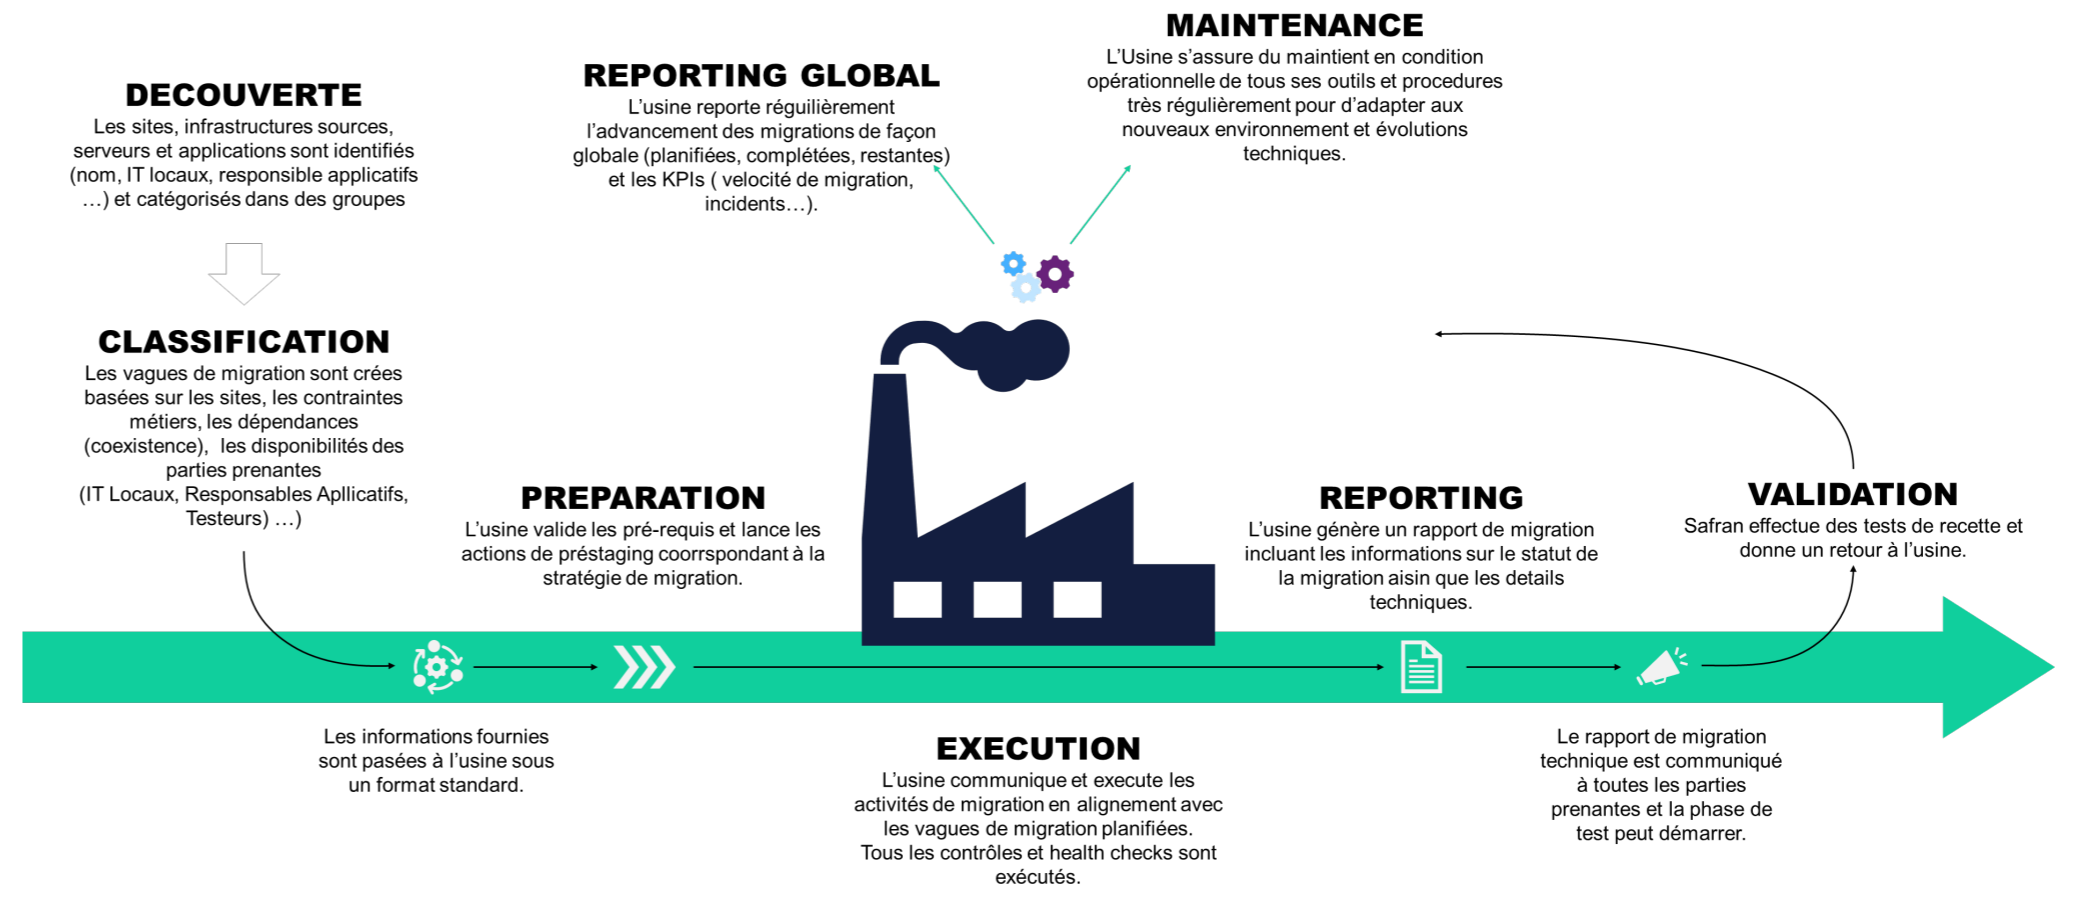 DECOUVERTE
Les sites, infrastructures sources,
serveurs et applications sont identifiés
(nom, IT locaux, responsible applicatifs
…) et catégorisés dans des groupes
CLASSIFICATION
Les vagues de migration sont crées
basées sur les sites, les contraintes
métiers, les dépendances
(coexistence), les disponibilités des
parties prenantes
(IT Locaux, Responsables Apllicatifs,
Testeurs) …)
REPORTING GLOBAL
L’usine reporte réguilièrement
l’advancement des migrations de façon
globale (planifiées, complétées, restantes)
et les KPIs ( velocité de migration,
incidents…).
MAINTENANCE
L’Usine s’assure du maintient en condition
opérationnelle de tous ses outils et procedures
très régulièrement pour d’adapter aux
nouveaux environnement et évolutions
techniques.
PREPARATION
L’usine valide les pré-requis et lance les
actions de préstaging coorrspondant à la
stratégie de migration.
REPORTING
L’usine génère un rapport de migration
incluant les informations sur le statut de
la migration aisin que les details
techniques.
VALIDATION
Safran effectue des tests de recette et
donne un retour à l’usine.
Les informations fournies
sont pasées à l’usine sous
un format standard.
EXECUTION
L’usine communique et execute les
activités de migration en alignement avec
les vagues de migration planifiées.
Tous les contrôles et health checks sont
exécutés.
Le rapport de migration
technique est communiqué
à toutes les parties
prenantes et la phase de
test peut démarrer.